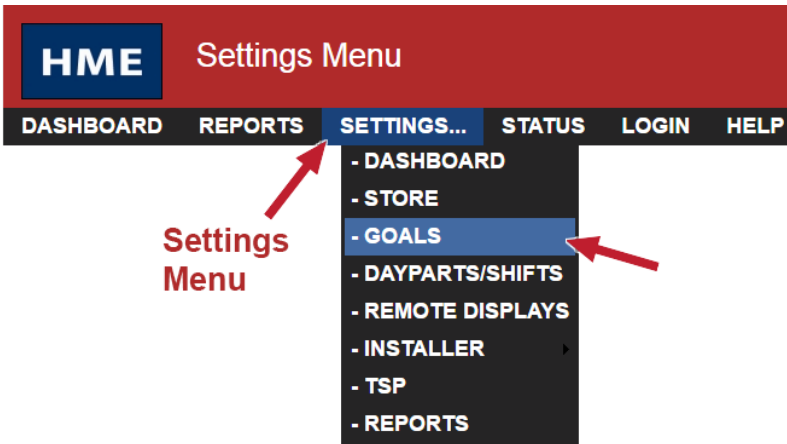 HME
Settings Menu
DASHBOARD REPORTS SETTINGS... STATUS LOGIN HELP
- DASHBOARD
- STORE
- GOALS
- DAYPARTS/SHIFTS
- REMOTE DISPLAYS
- INSTALLER
- TSP
- REPORTS
Settings
Menu